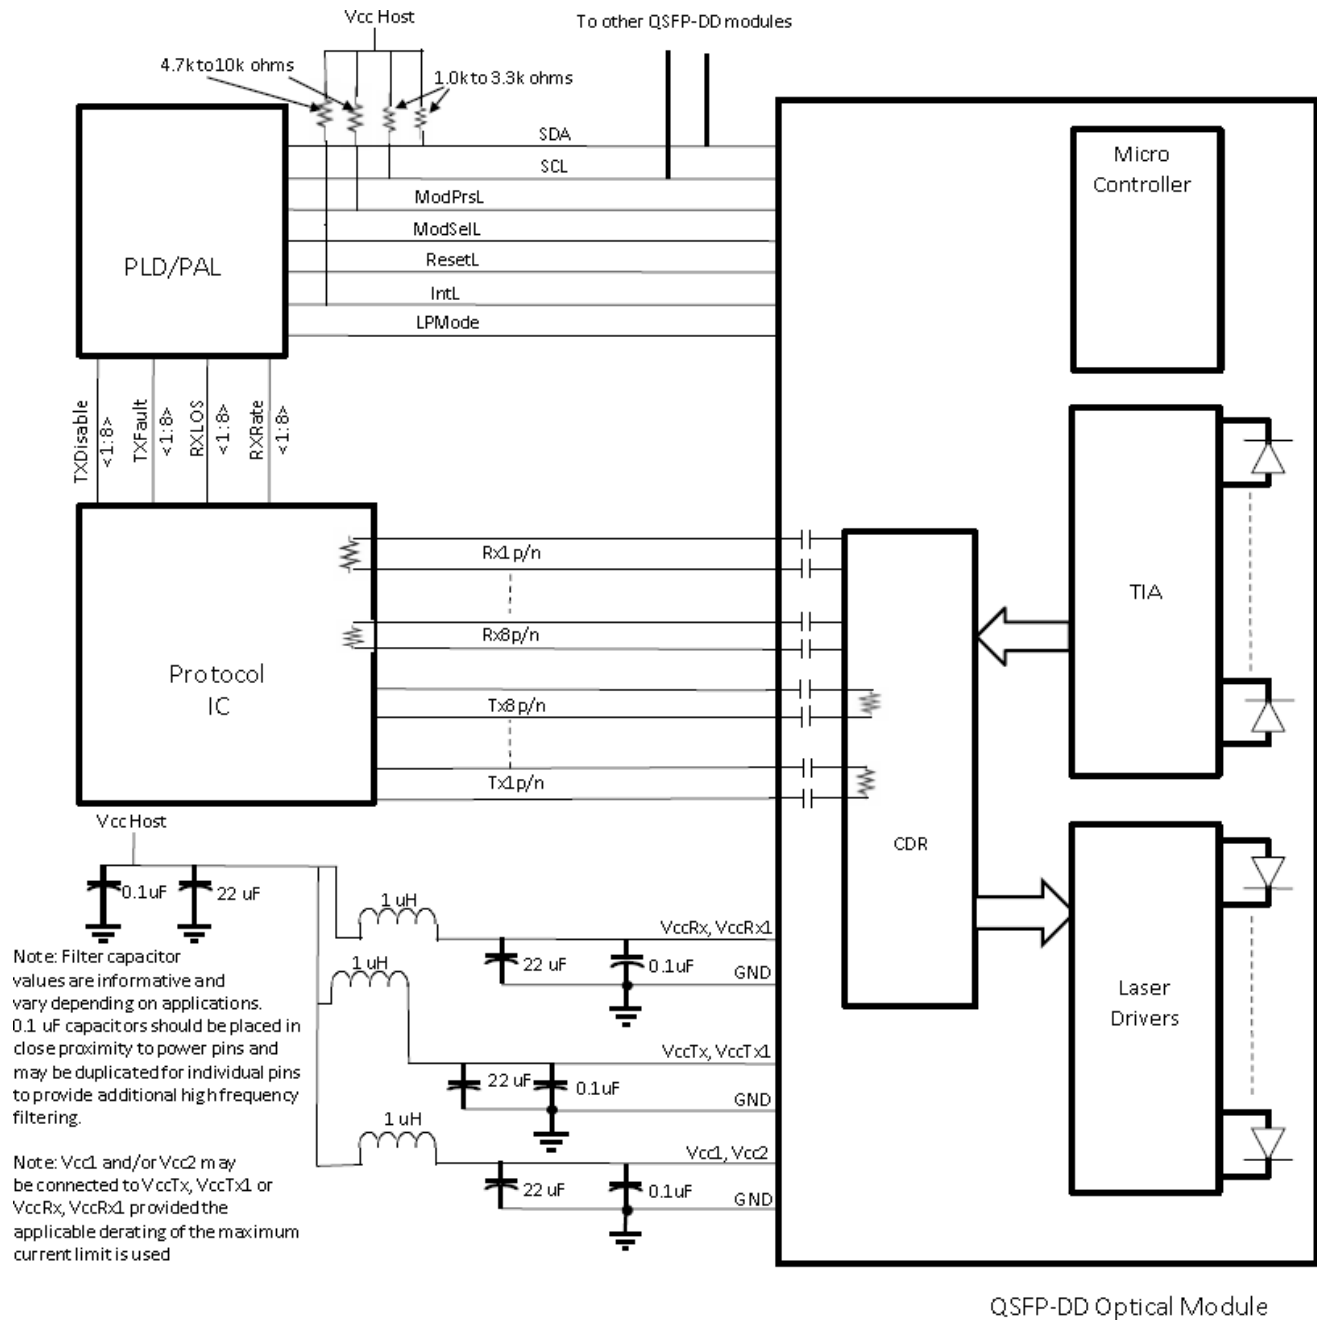 Vcc Host
To other QSFP-DD modules
4.7k to 10k ohms
1.0k to 3.3k ohms
SDA
SCL
ModPrsL
ModSelL
ResetL
IntL
LPMode
PLD/PAL
Micro
Controller
TXDisable
<1:8>
TXFault
<1:8>
RXLOS
<1:8>
RXRate
<1:8>
Rx1 p/n
Rx8p/n
Tx8p/n
Tx1p/n
Protocol
IC
TIA
CDR
Laser
Drivers
Vcc Host
0.1uF
22 uF
1 uH
VccRx, VccRx1
22 uF
0.1uF
GND
1 uH
VccTx, VccTx1
22 uF
0.1uF
GND
1 uH
Vcc1, Vcc2
22 uF
0.1uF
GND
Note: Filter capacitor
values are informative and
vary depending on applications.
0.1 uF capacitors should be placed in
close proximity to power pins and
may be duplicated for individual pins
to provide additional high frequency
filtering.
Note: Vcc1 and/or Vcc2 may
be connected to VccTx, VccTx1 or
VccRx, VccRx1 provided the
applicable derating of the maximum
current limit is used
QSFP-DD Optical Module